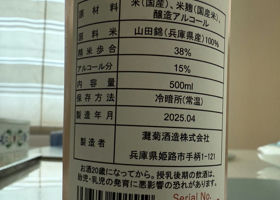 原材料 米(国産)、米麹(国産米)、
醸造アルコール
原料米 山田錦(兵庫県産)100%
精米歩合 38%
アルコール分 15%
内容量 500ml
保存方法 冷暗所(常温)
製造年月 2025.04
製造者 灘菊酒造株式会社
兵庫県姫路市手柄1-121
お酒20歳になってから。授乳期の飲酒は、
胎児・乳児の発育に悪影響の恐れがあります。
Serial No.